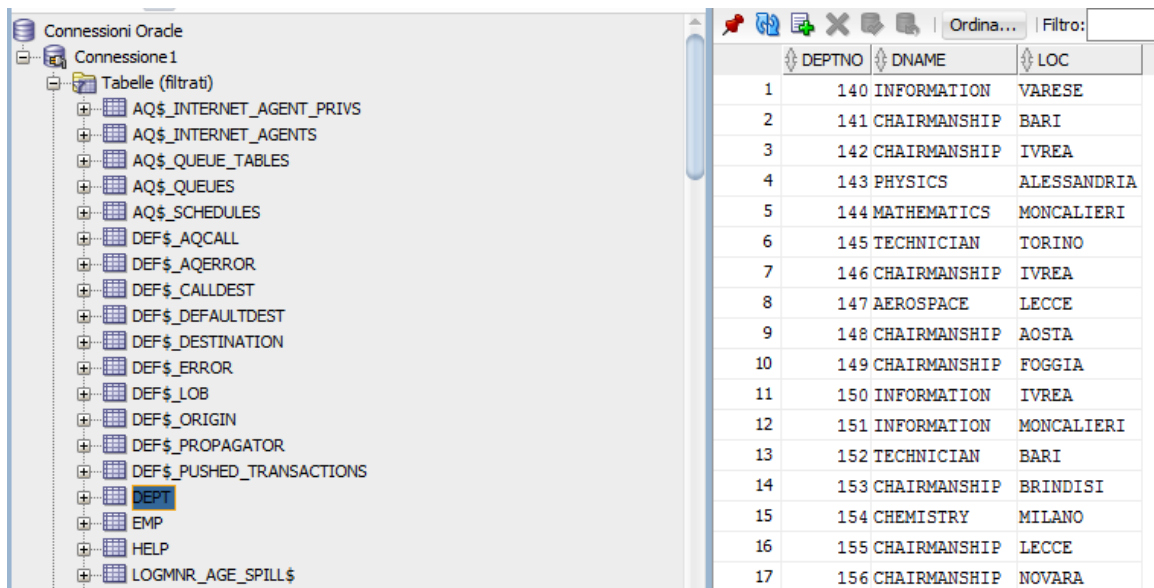 Connessioni Oracle
Connessione1
Tabelle (filtrati)
AQ$_INTERNET_AGENT_PRIVS
AQ$_INTERNET_AGENTS
AQ$_QUEUE_TABLES
AQ$_QUEUES
AQ$_SCHEDULES
DEF$_AQCALL
DEF$_AQERROR
DEF$_CALLDEST
DEF$_DEFAULTDEST
DEF$_DESTINATION
DEF$_ERROR
DEF$_LOB
DEF$_ORIGIN
DEF$_PROPAGATOR
DEF$_PUSHED_TRANSACTIONS
DEPT
EMP
HELP
LOGMNR_AGE_SPILL$
Ordina... Filtro:
DEPTNO DNAME LOC
1 140 INFORMATION VARESE
2 141 CHAIRMANSHIP BARI
3 142 CHAIRMANSHIP IVREA
4 143 PHYSICS ALESSANDRIA
5 144 MATHEMATICS MONCALIERI
6 145 TECHNICIAN TORINO
7 146 CHAIRMANSHIP IVREA
8 147 AEROSPACE LECCE
9 148 CHAIRMANSHIP AOSTA
10 149 CHAIRMANSHIP FOGGIA
11 150 INFORMATION IVREA
12 151 INFORMATION MONCALIERI
13 152 TECHNICIAN BARI
14 153 CHAIRMANSHIP BRINDISI
15 154 CHEMISTRY MILANO
16 155 CHAIRMANSHIP LECCE
17 156 CHAIRMANSHIP NOVARA